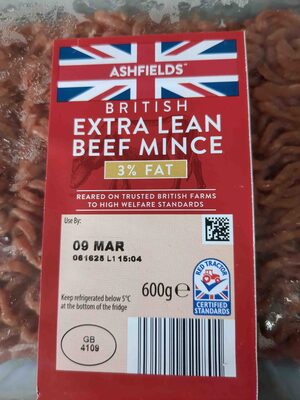 ASHFIELDS™
BRITISH
EXTRA LEAN
BEEF MINCE
3% FAT
REARED ON TRUSTED BRITISH FARMS
TO HIGH WELFARE STANDARDS
Use By:
09 MAR
061625 L1 15:04
Keep refrigerated below 5°C
at the bottom of the fridge
600g℮
RED TRACTOR
CERTIFIED
STANDARDS
GB
4109